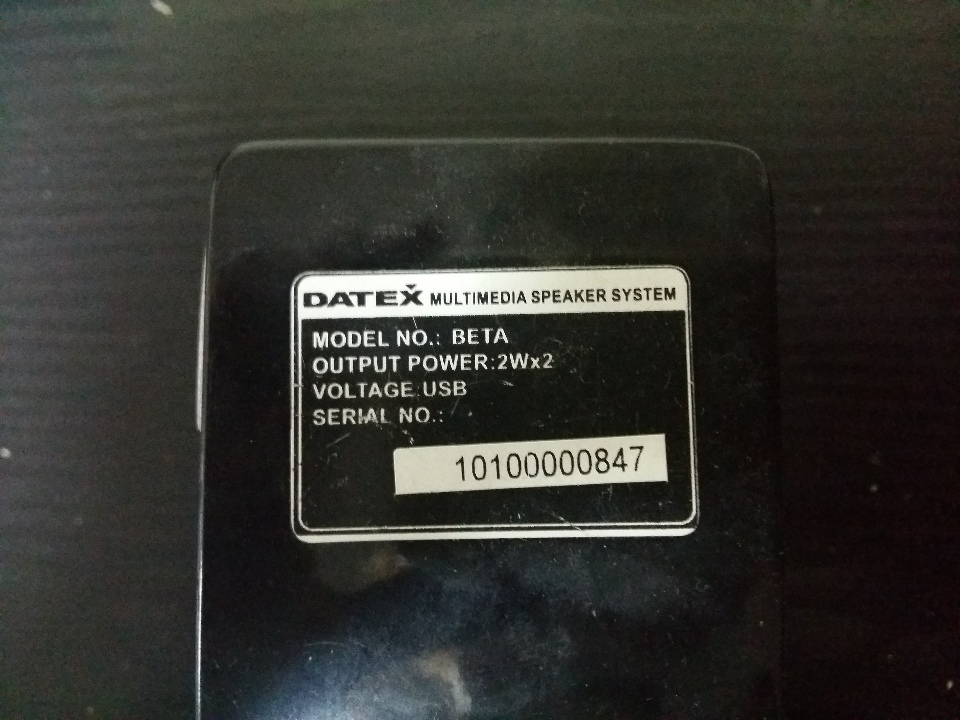 DATEX MULTIMEDIA SPEAKER SYSTEM
MODEL NO.: BETA
OUTPUT POWER:2Wx2
VOLTAGE:USB
SERIAL NO.:
10100000847